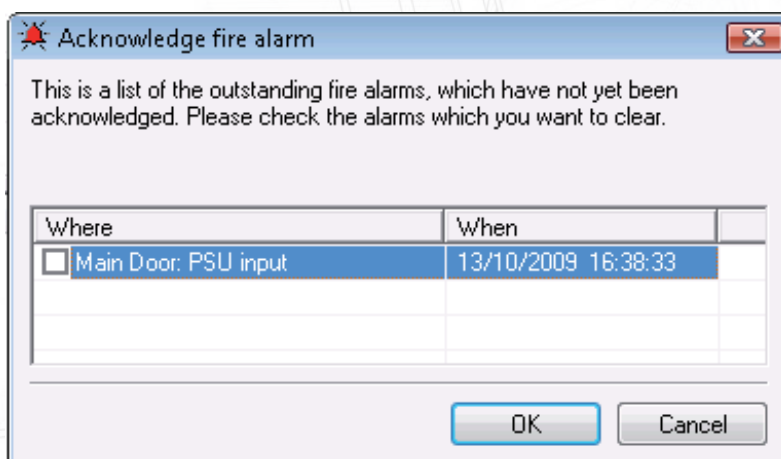 Acknowledge fire alarm
This is a list of the outstanding fire alarms, which have not yet been
acknowledged. Please check the alarms which you want to clear.
Where When
Main Door: PSU input 13/10/2009 16:38:33
OK Cancel